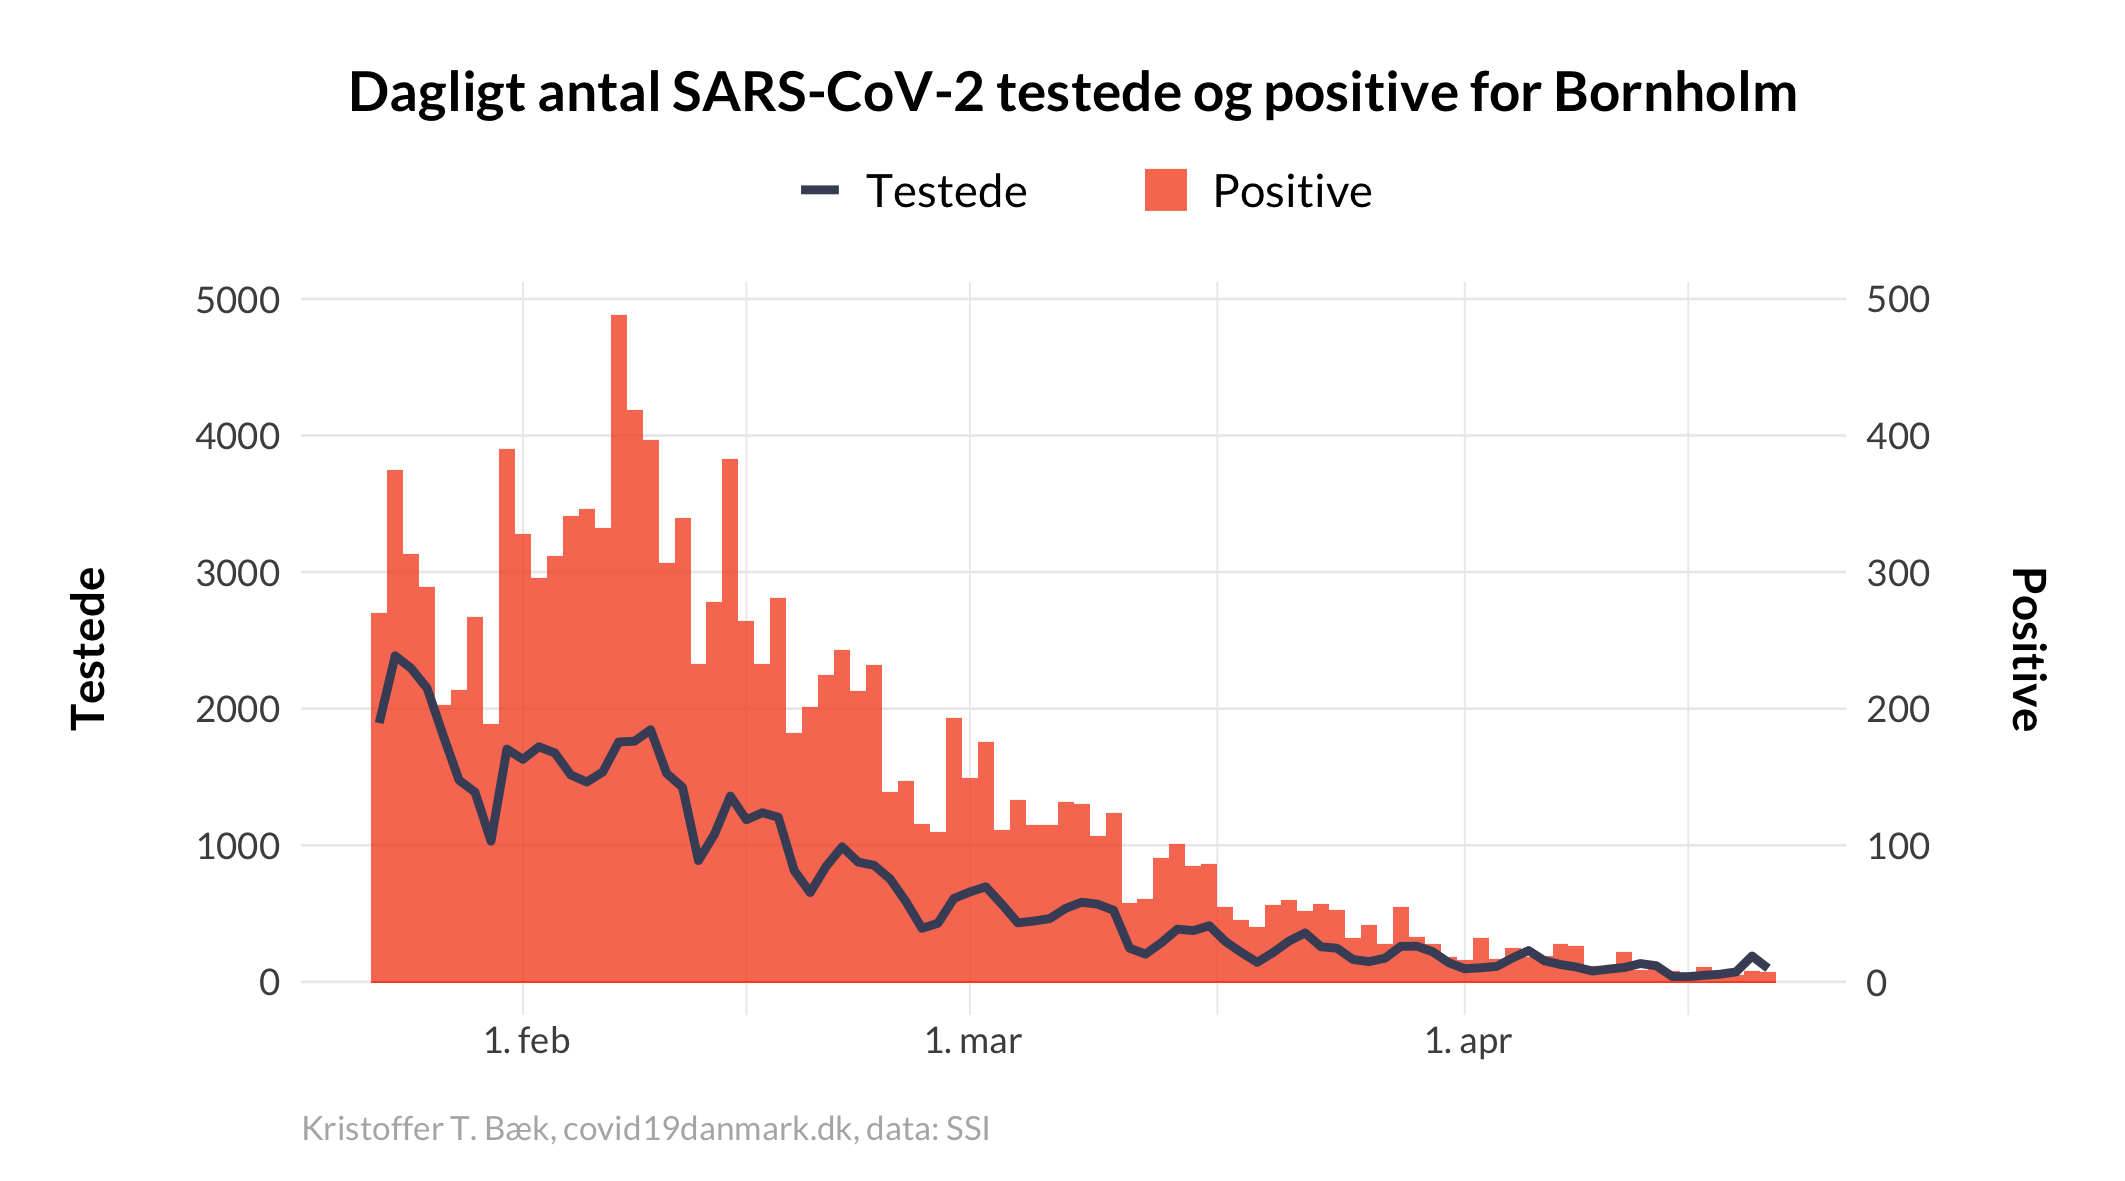 Dagligt antal SARS-CoV-2 testede og positive for Bornholm
Testede
Positive
5000
4000
3000
2000
1000
0
500
400
300
200
100
0
Testede
Positive
1. feb
1. mar
1. apr
Kristoffer T. Bæk, covid19danmark.dk, data: SSI